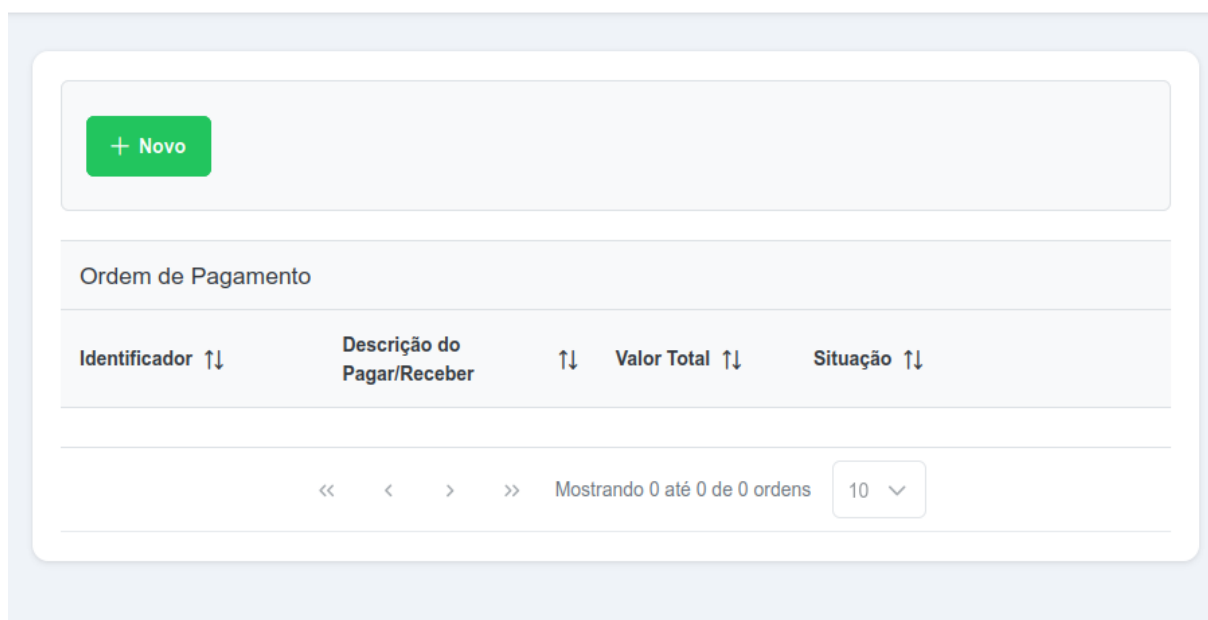 Novo
Ordem de Pagamento
Identificador
Descrição do
Pagar/Receber
Valor Total
Situação
Mostrando 0 até 0 de 0 ordens
10